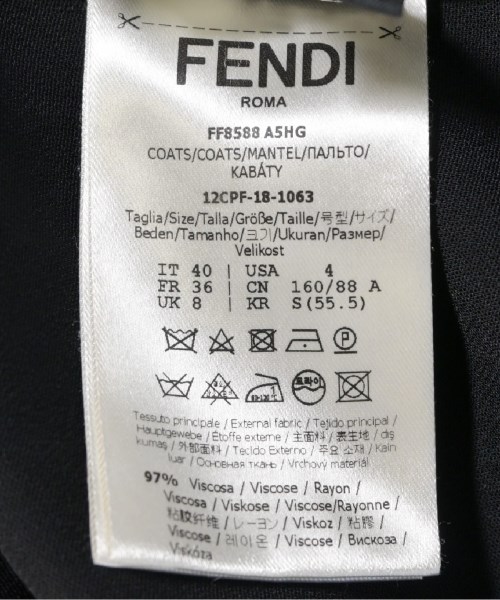 FENDI
ROMA
FF8588 A5HG
COATS/COATS/MANTEL/ПАЛЬТО/
KABÁTY
12CPF-18-1063
Taglia/Size/Talla/Größe/Taille/号型/サイズ/
Beden/Tamanho/크기/Ukuran/Размер/
Velikost
IT 40 | USA 4
FR 36 | CN 160/88 A
UK 8 | KR S(55.5)
P
드라이
Tessuto principale / External fabric / Tejido principal /
Hauptgewebe / Étoffe externe / 主面料 / 表生地 / dış
kumaş / 外部面料 / Tecido Externo / 주요 소재 / Kain
luar / Основная ткань / Vrchový materiál
97% Viscosa / Viscose / Rayon /
Viscosa / Viskose / Viscose/Rayonne /
粘胶纤维 / レーヨン / Viskoz / 粘膠 /
Viscose / 레이온 / Viscose / Вискоза /
Viskóza